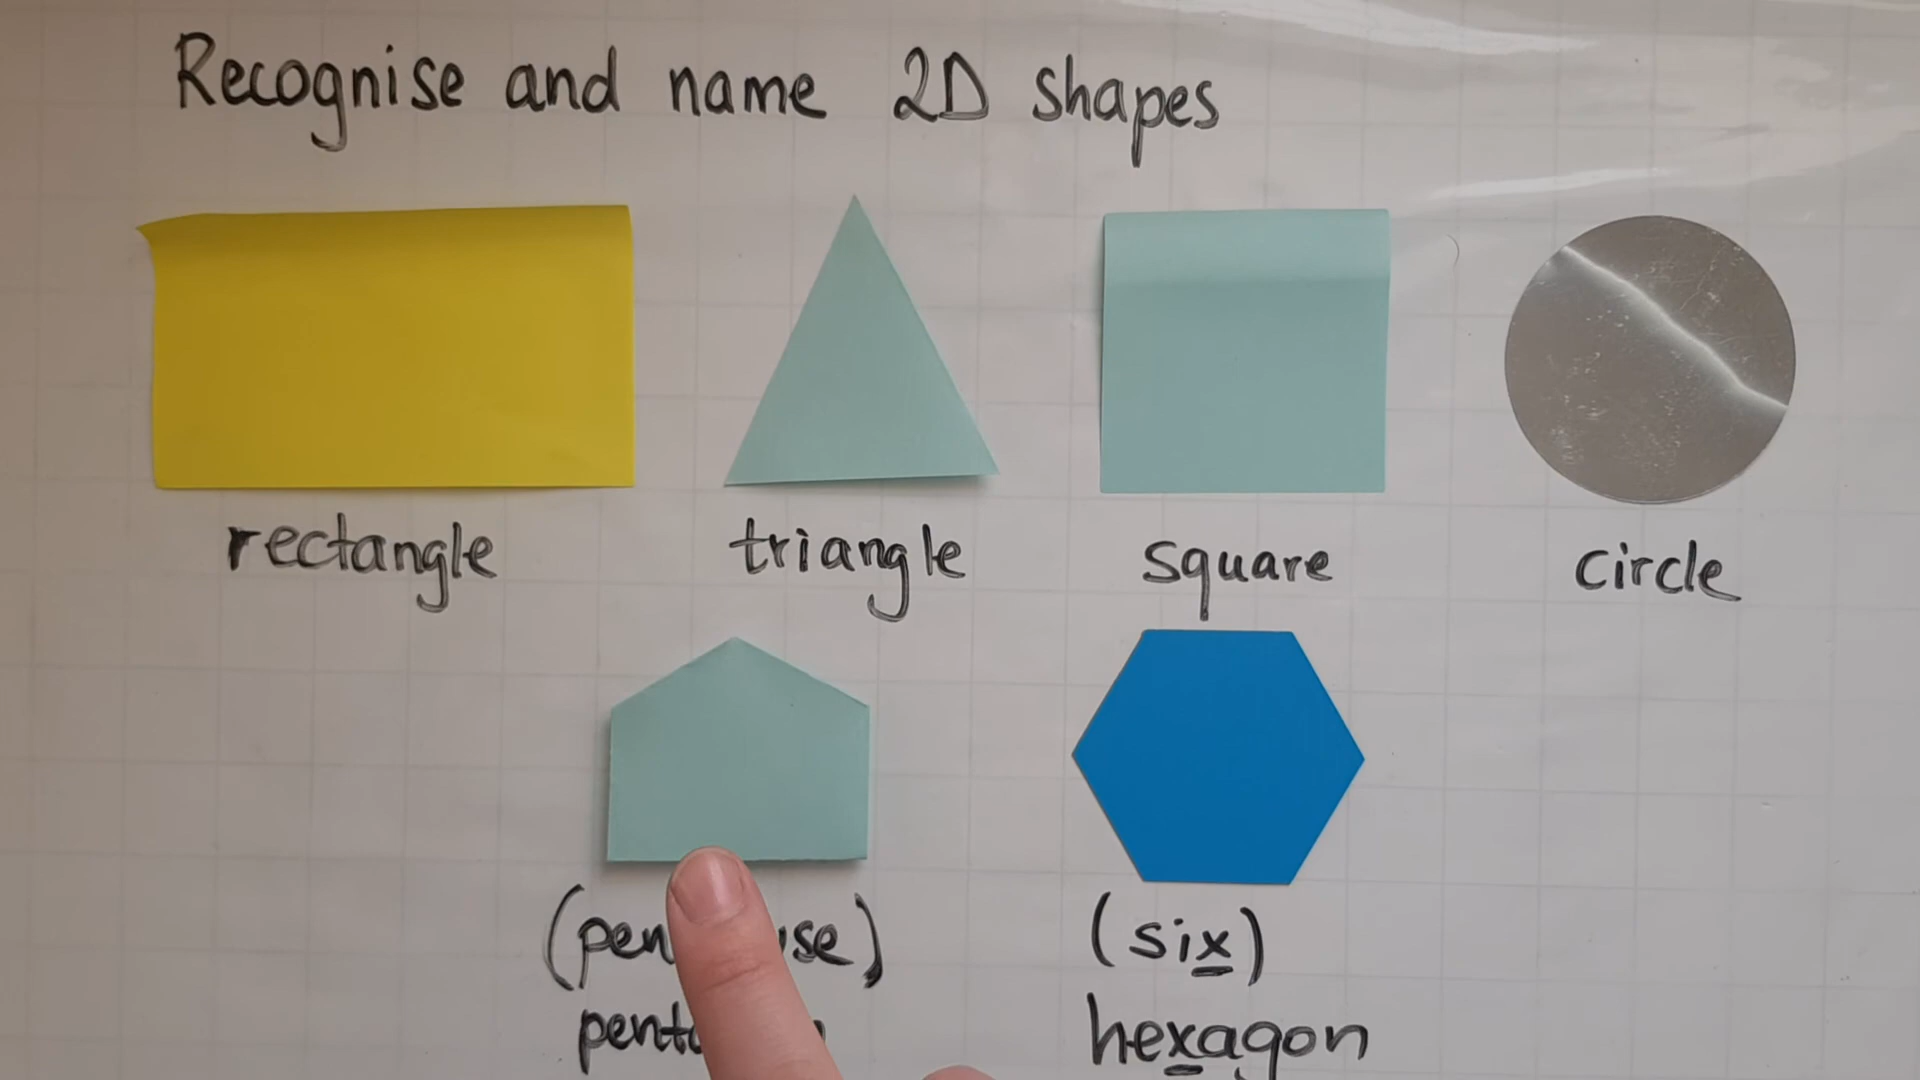 Recognise and name 2D shapes
rectangle
triangle
square
circle
(six)
hexagon